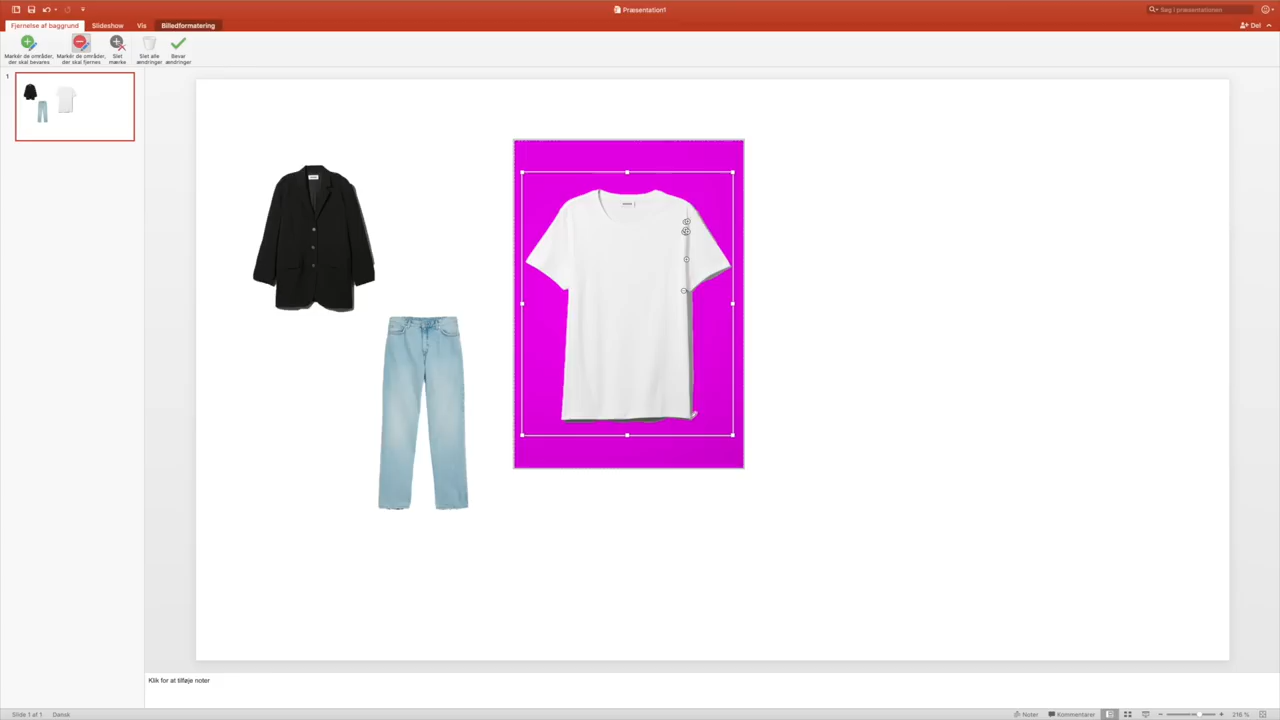 Præsentation1
Søg i præsentationen
Fjernelse af baggrund
Slideshow
Vis
Billedformatering
Del
Markér de områder,
der skal bevares
Markér de områder,
der skal fjernes
Slet
mærke
Slet alle
ændringer
Bevar
ændringer
1
Klik for at tilføje noter
Slide 1 af 1
Dansk
Noter
Kommentarer
216 %